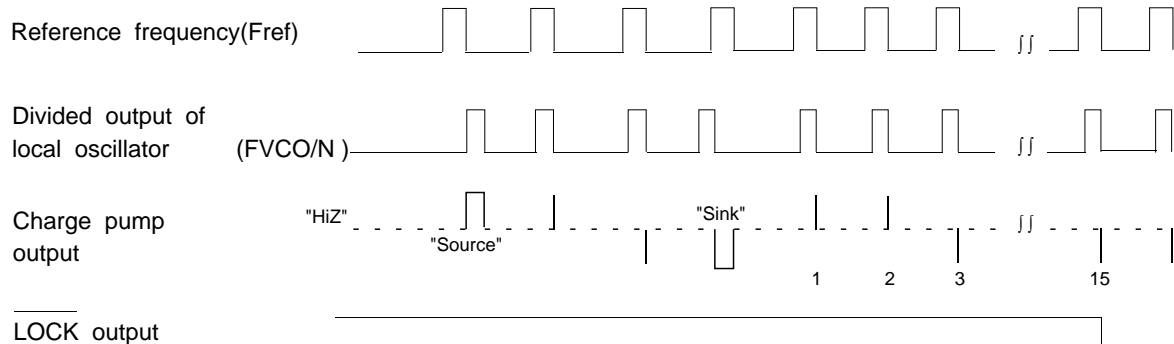 Reference frequency(Fref)
∫∫
Divided output of
local oscillator (FVCO/N )
∫∫
Charge pump
output
"HiZ"
"Source"
"Sink"
∫∫
1 2 3 15
LOCK output